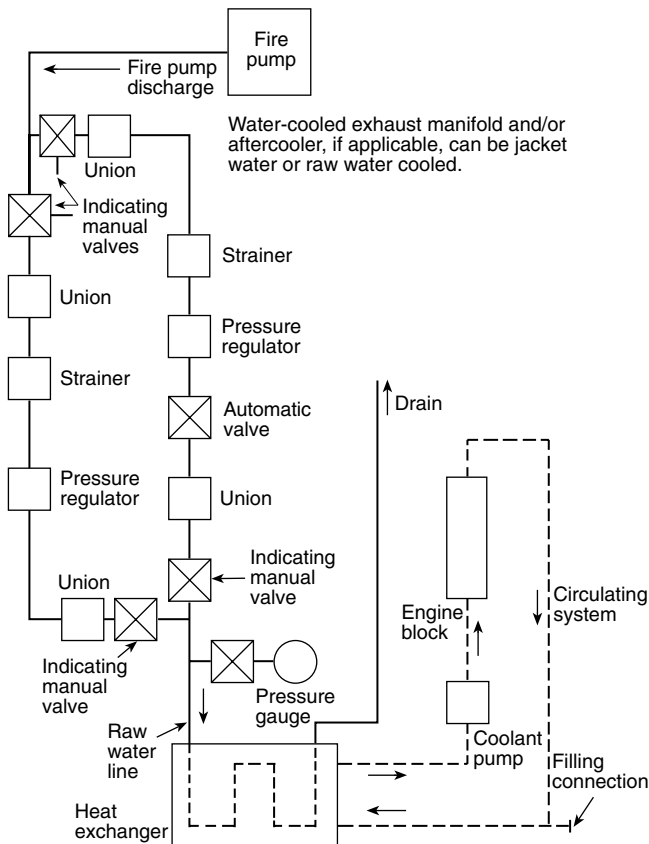 Fire
pump
Fire pump
discharge
Water-cooled exhaust manifold and/or
aftercooler, if applicable, can be jacket
water or raw water cooled.
Union
Indicating
manual
valves
Strainer
Union
Pressure
regulator
Strainer
Automatic
valve
Drain
Pressure
regulator
Union
Indicating
manual
valve
Union
Engine
block
Circulating
system
Indicating
manual
valve
Pressure
gauge
Raw
water
line
Coolant
pump
Filling
connection
Heat
exchanger